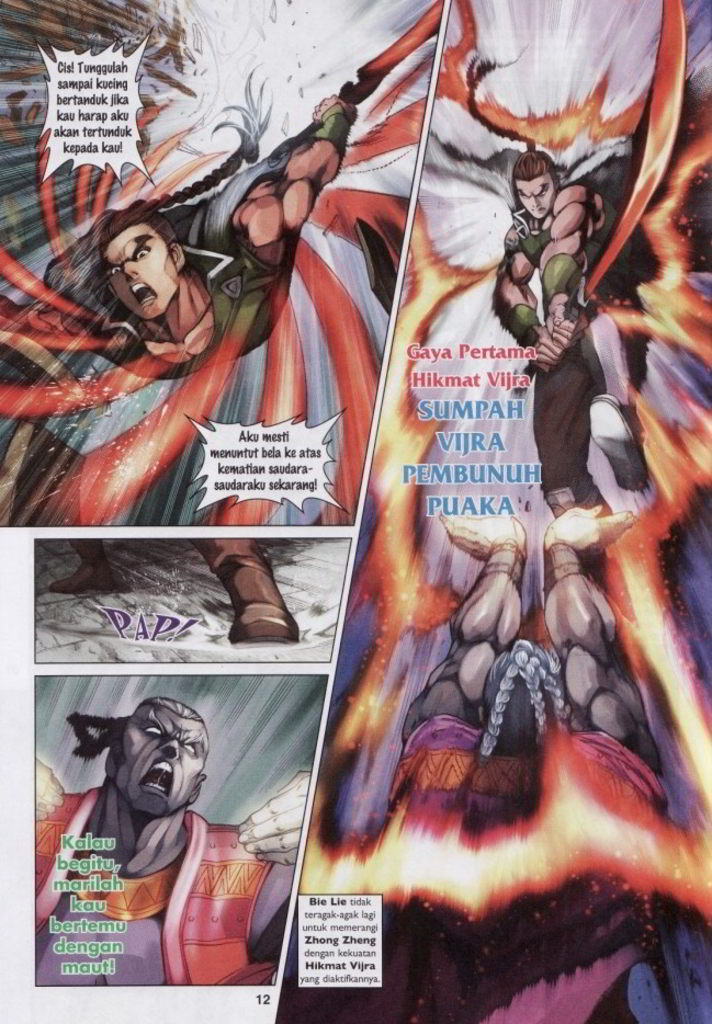 Cis! Tunggulah
sampai kucing
bertanduk jika
kau harap aku
akan tertunduk
kepada kau!
Aku mesti
menuntut bela ke atas
kematian saudara-
saudaraku sekarang!
Gaya Pertama
Hikmat Vijra
SUMPAH
VIJRA
PEMBUNUH
PUAKA
PAP!
Kalau
begitu,
marilah
kau
bertemu
dengan
maut!
Bie Lie tidak
teragak-agak lagi
untuk memerangi
Zhong Zheng
dengan kekuatan
Hikmat Vijra
yang diaktifkannya.
12